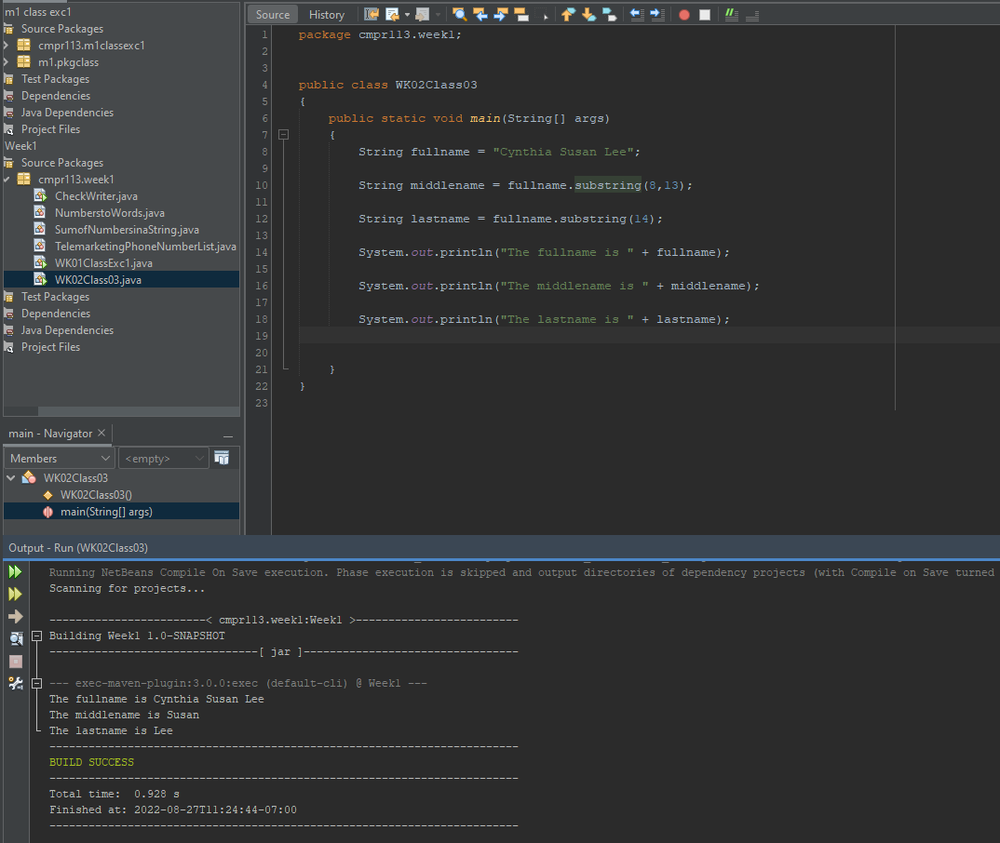 m1 class exc1
Source Packages
cmpr113.m1classexc1
m1.pkgclass
Test Packages
Dependencies
Java Dependencies
Project Files
Week1
Source Packages
cmpr113.week1
CheckWriter.java
NumberstoWords.java
SumofNumbersinaString.java
TelemarketingPhoneNumberList.java
WK01ClassExc1.java
WK02Class03.java
Test Packages
Dependencies
Java Dependencies
Project Files
main - Navigator
Members
<empty>
WK02Class03
WK02Class03()
main(String[] args)
Source History
1 package cmpr113.week1;
2
3
4 public class WK02Class03
5 {
6 public static void main(String[] args)
7 {
8 String fullname = "Cynthia Susan Lee";
9
10 String middlename = fullname.substring(8,13);
11
12 String lastname = fullname.substring(14);
13
14 System.out.println("The fullname is " + fullname);
15
16 System.out.println("The middlename is " + middlename);
17
18 System.out.println("The lastname is " + lastname);
19
20
21 }
22 }
23
Output - Run (WK02Class03)
Running NetBeans Compile On Save execution. Phase execution is skipped and output directories of dependency projects (with Compile on Save turned
Scanning for projects...
------------------------< cmpr113.week1:Week1 >-------------------------
Building Week1 1.0-SNAPSHOT
--------------------------------[ jar ]---------------------------------
--- exec-maven-plugin:3.0.0:exec (default-cli) @ Week1 ---
The fullname is Cynthia Susan Lee
The middlename is Susan
The lastname is Lee
------------------------------------------------------------------------
BUILD SUCCESS
------------------------------------------------------------------------
Total time:  0.928 s
Finished at: 2022-08-27T11:24:44-07:00
------------------------------------------------------------------------